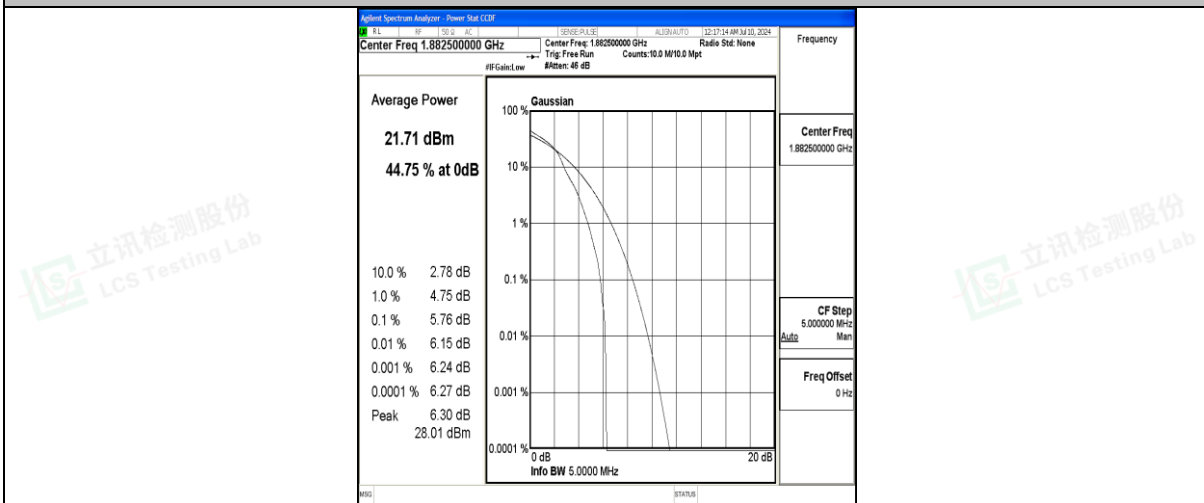 Agilent Spectrum Analyzer - Power Stat CCDF
RL RF 50 Ω AC SENSE:PULSE ALIGN AUTO 12:17:14 AM Jul 10, 2024
Center Freq 1.882500000 GHz
Center Freq: 1.882500000 GHz Radio Std: None
Trig: Free Run Counts:10.0 M/10.0 Mpt
#IFGain:Low #Atten: 46 dB
Frequency
Average Power
21.71 dBm
44.75 % at 0dB
10.0 % 2.78 dB
1.0 % 4.75 dB
0.1 % 5.76 dB
0.01 % 6.15 dB
0.001 % 6.24 dB
0.0001 % 6.27 dB
Peak 6.30 dB
28.01 dBm
Gaussian
100 %
10 %
1 %
0.1 %
0.01 %
0.001 %
0.0001 %
0 dB 20 dB
Info BW 5.0000 MHz
Center Freq
1.882500000 GHz
CF Step
5.000000 MHz
Auto Man
Freq Offset
0 Hz
MSG STATUS
立讯检测股份
LCS Testing Lab
立讯检测股份
LCS Testing Lab